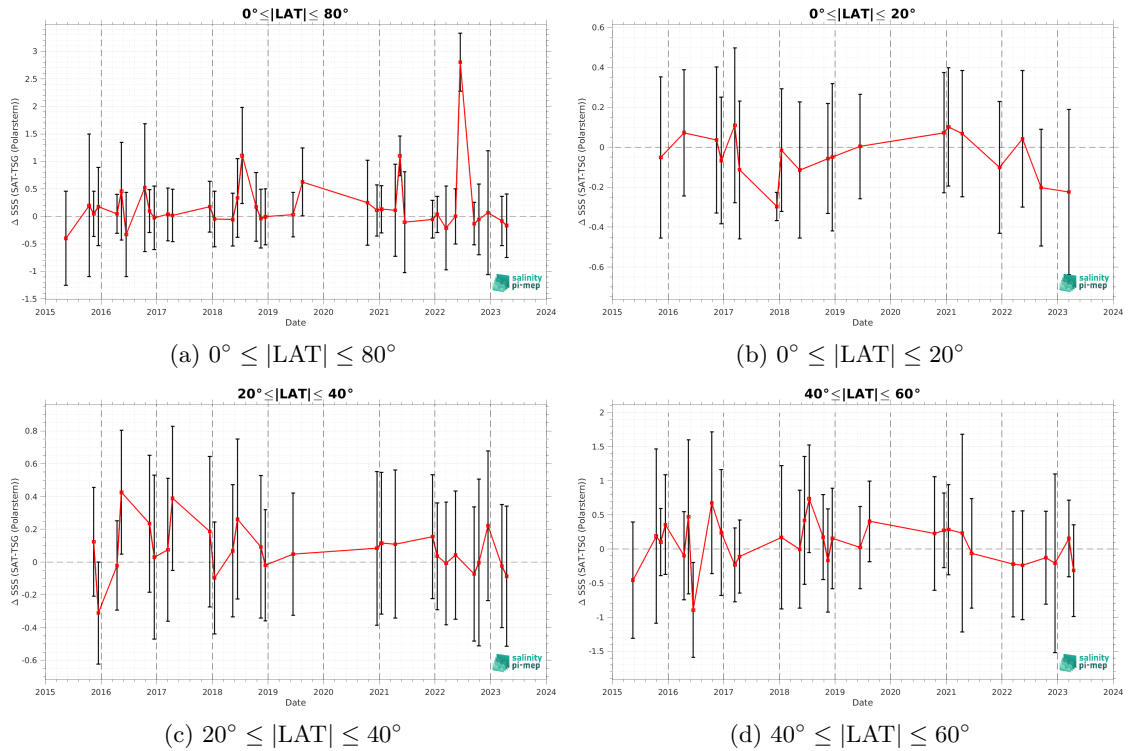 0°≤|LAT|≤ 80°
Δ SSS (SAT-TSG (Polarstern))
3
2.5
2
1.5
1
0.5
0
-0.5
-1
-1.5
2015 2016 2017 2018 2019 2020 2021 2022 2023 2024
Date
salinity
pi-mep
(a) 0° ≤ |LAT| ≤ 80°
0°≤|LAT|≤ 20°
Δ SSS (SAT-TSG (Polarstern))
0.6
0.4
0.2
0
-0.2
-0.4
-0.6
2015 2016 2017 2018 2019 2020 2021 2022 2023 2024
Date
salinity
pi-mep
(b) 0° ≤ |LAT| ≤ 20°
20°≤|LAT|≤ 40°
Δ SSS (SAT-TSG (Polarstern))
0.8
0.6
0.4
0.2
0
-0.2
-0.4
-0.6
2015 2016 2017 2018 2019 2020 2021 2022 2023 2024
Date
salinity
pi-mep
(c) 20° ≤ |LAT| ≤ 40°
40°≤|LAT|≤ 60°
Δ SSS (SAT-TSG (Polarstern))
2
1.5
1
0.5
0
-0.5
-1
-1.5
2015 2016 2017 2018 2019 2020 2021 2022 2023 2024
Date
salinity
pi-mep
(d) 40° ≤ |LAT| ≤ 60°